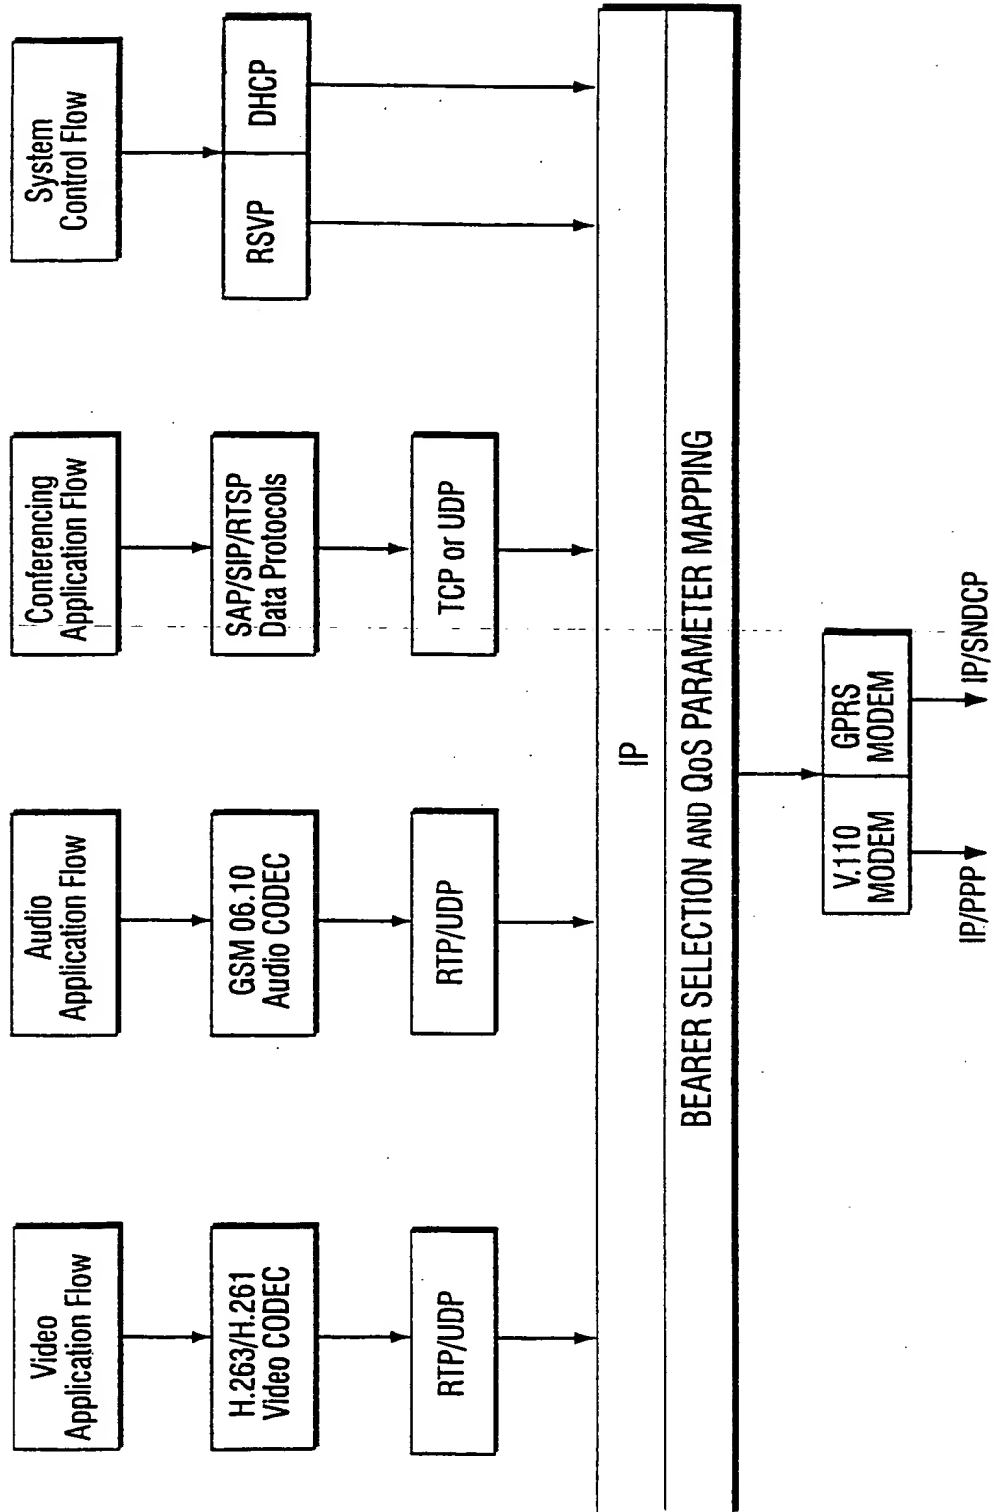 Video
Application Flow
Audio
Application Flow
Conferencing
Application Flow
System
Control Flow
H.263/H.261
Video CODEC
GSM 06.10
Audio CODEC
SAP/SIP/RTSP
Data Protocols
RSVP
DHCP
RTP/UDP
RTP/UDP
TCP or UDP
IP
BEARER SELECTION AND QoS PARAMETER MAPPING
V.110
MODEM
GPRS
MODEM
IP/PPP
IP/SNDCP